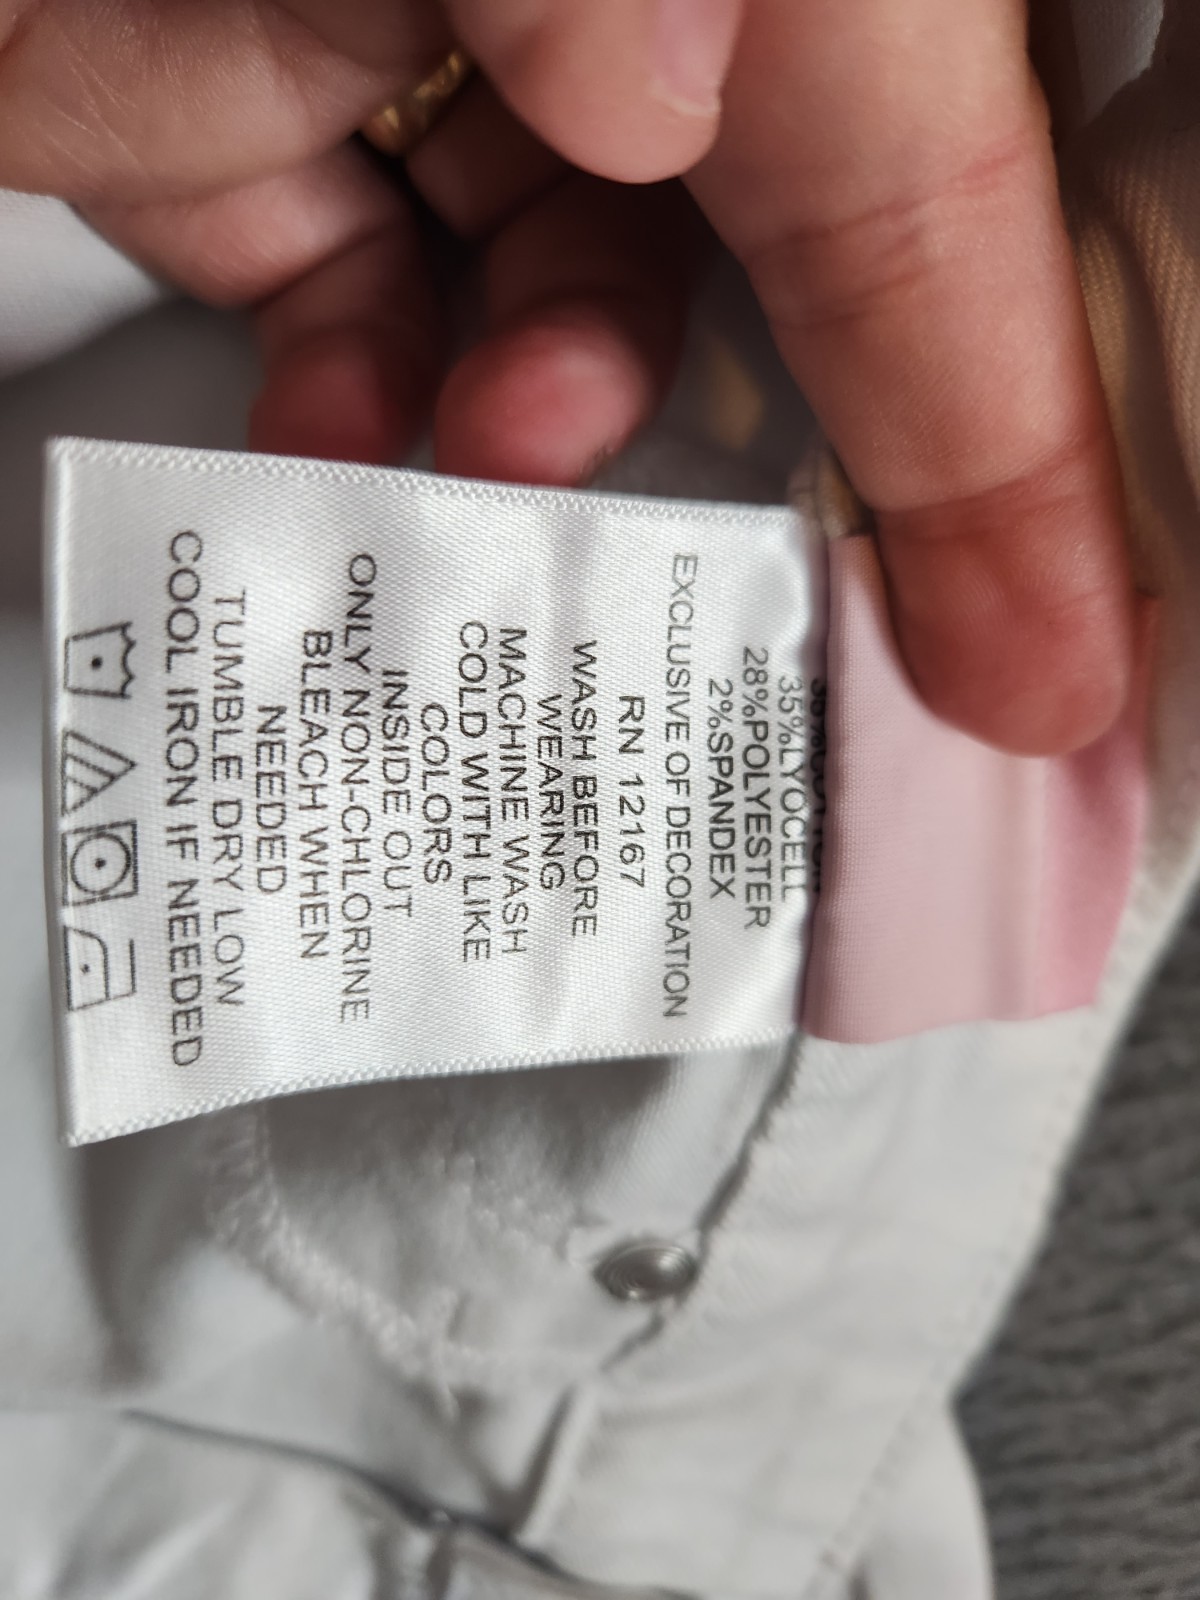 35%LYOCELL
28%POLYESTER
2%SPANDEX
EXCLUSIVE OF DECORATION
RN 12167
WASH BEFORE
WEARING
MACHINE WASH
COLD WITH LIKE
COLORS
INSIDE OUT
ONLY NON-CHLORINE
BLEACH WHEN
NEEDED
TUMBLE DRY LOW
COOL IRON IF NEEDED